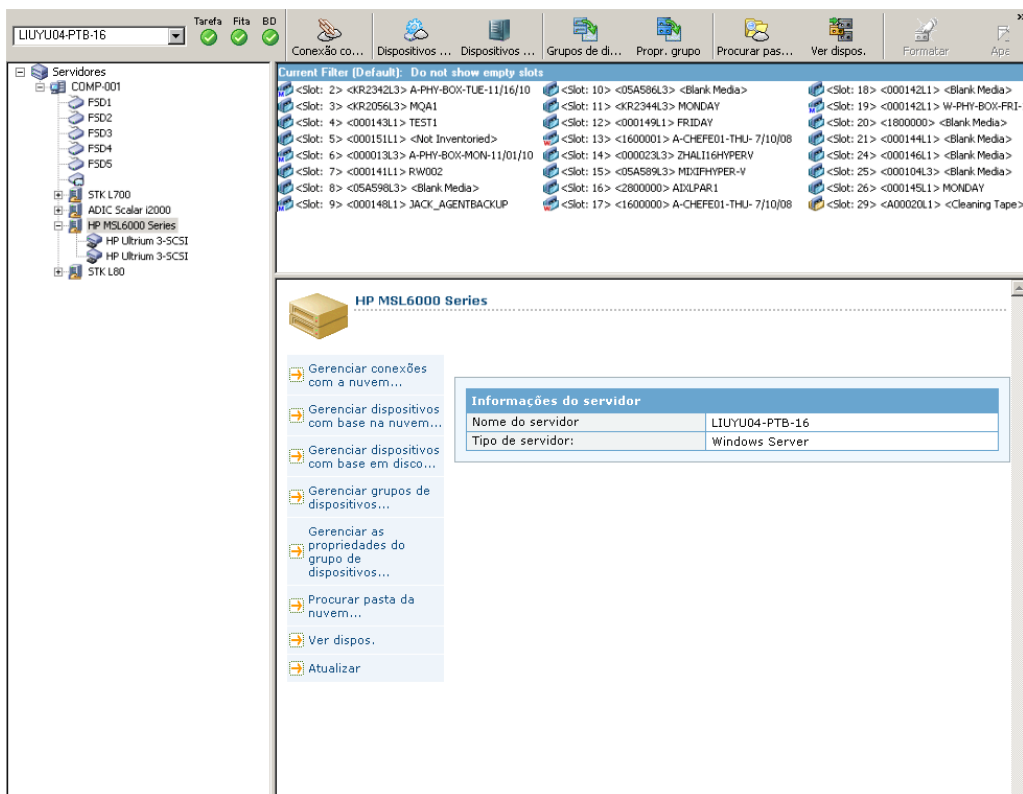 LIUYU04-PTB-16
Tarefa Fita BD
Conexão co... Dispositivos ... Dispositivos ... Grupos de di... Propr. grupo Procurar pas... Ver dispos. Formatar Apa
»
Servidores
COMP-001
FSD1
FSD2
FSD3
FSD4
FSD5
STK L700
ADIC Scalar i2000
HP MSL6000 Series
HP Ultrium 3-SCSI
HP Ultrium 3-SCSI
STK L80
Current Filter (Default): Do not show empty slots
<Slot: 2> <KR2342L3> A-PHY-BOX-TUE-11/16/10
<Slot: 3> <KR2056L3> MQA1
<Slot: 4> <000143L1> TEST1
<Slot: 5> <000151L1> <Not Inventoried>
<Slot: 6> <000013L3> A-PHY-BOX-MON-11/01/10
<Slot: 7> <000141L1> RW002
<Slot: 8> <05A598L3> <Blank Media>
<Slot: 9> <000148L1> JACK_AGENTBACKUP
<Slot: 10> <05A586L3> <Blank Media>
<Slot: 11> <KR2344L3> MONDAY
<Slot: 12> <000149L1> FRIDAY
<Slot: 13> <1600001> A-CHEFE01-THU- 7/10/08
<Slot: 14> <000023L3> ZHALI16HYPERV
<Slot: 15> <05A589L3> MIXIFHYPER-V
<Slot: 16> <2800000> AIXLPAR1
<Slot: 17> <1600000> A-CHEFE01-THU- 7/10/08
<Slot: 18> <000142L1> <Blank Media>
<Slot: 19> <000142L1> W-PHY-BOX-FRI-
<Slot: 20> <1800000> <Blank Media>
<Slot: 21> <000144L1> <Blank Media>
<Slot: 24> <000146L1> <Blank Media>
<Slot: 25> <000104L3> <Blank Media>
<Slot: 26> <000145L1> MONDAY
<Slot: 29> <A00020L1> <Cleaning Tape>
HP MSL6000 Series
Gerenciar conexões
com a nuvem...
Gerenciar dispositivos
com base na nuvem...
Gerenciar dispositivos
com base em disco...
Gerenciar grupos de
dispositivos...
Gerenciar as
propriedades do
grupo de
dispositivos...
Procurar pasta da
nuvem...
Ver dispos.
Atualizar
Informações do servidor
Nome do servidor LIUYU04-PTB-16
Tipo de servidor: Windows Server